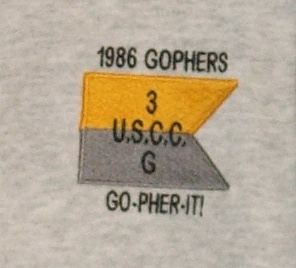 1986 GOPHERS
3
U.S.C.C.
G
GO-PHER-IT!